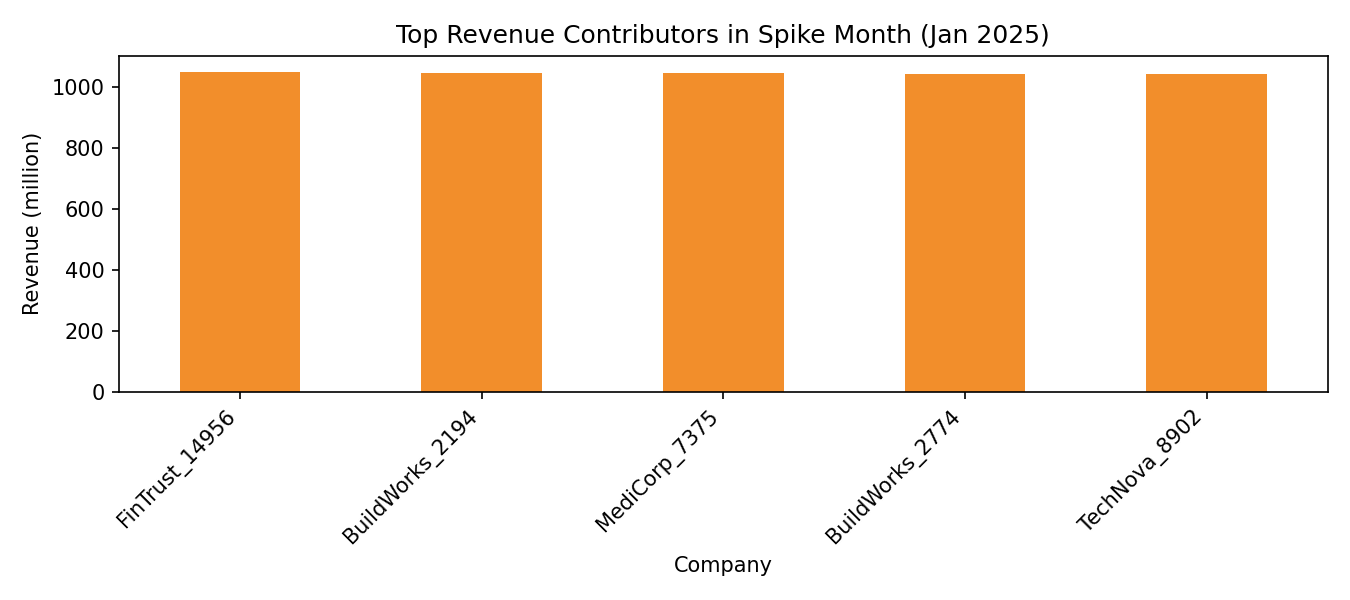 Top Revenue Contributors in Spike Month (Jan 2025)
Revenue (million)
1000
800
600
400
200
0
FinTrust_14956
BuildWorks_2194
MediCorp_7375
BuildWorks_2774
TechNova_8902
Company